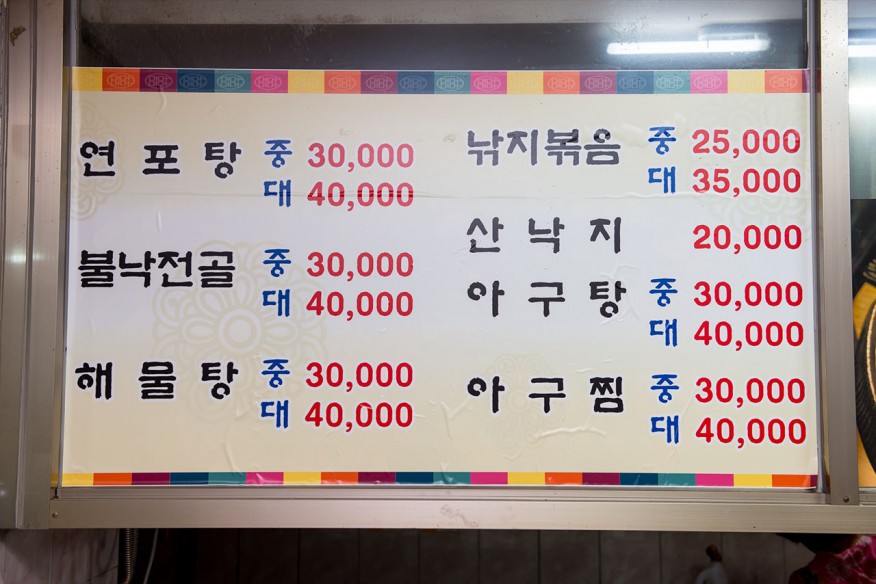 연포탕 중 30,000
대 40,000
불낙전골 중 30,000
대 40,000
해물탕 중 30,000
대 40,000
낚지볶음 중 25,000
대 35,000
산낙지 20,000
아구탕 중 30,000
대 40,000
아구찜 중 30,000
대 40,000